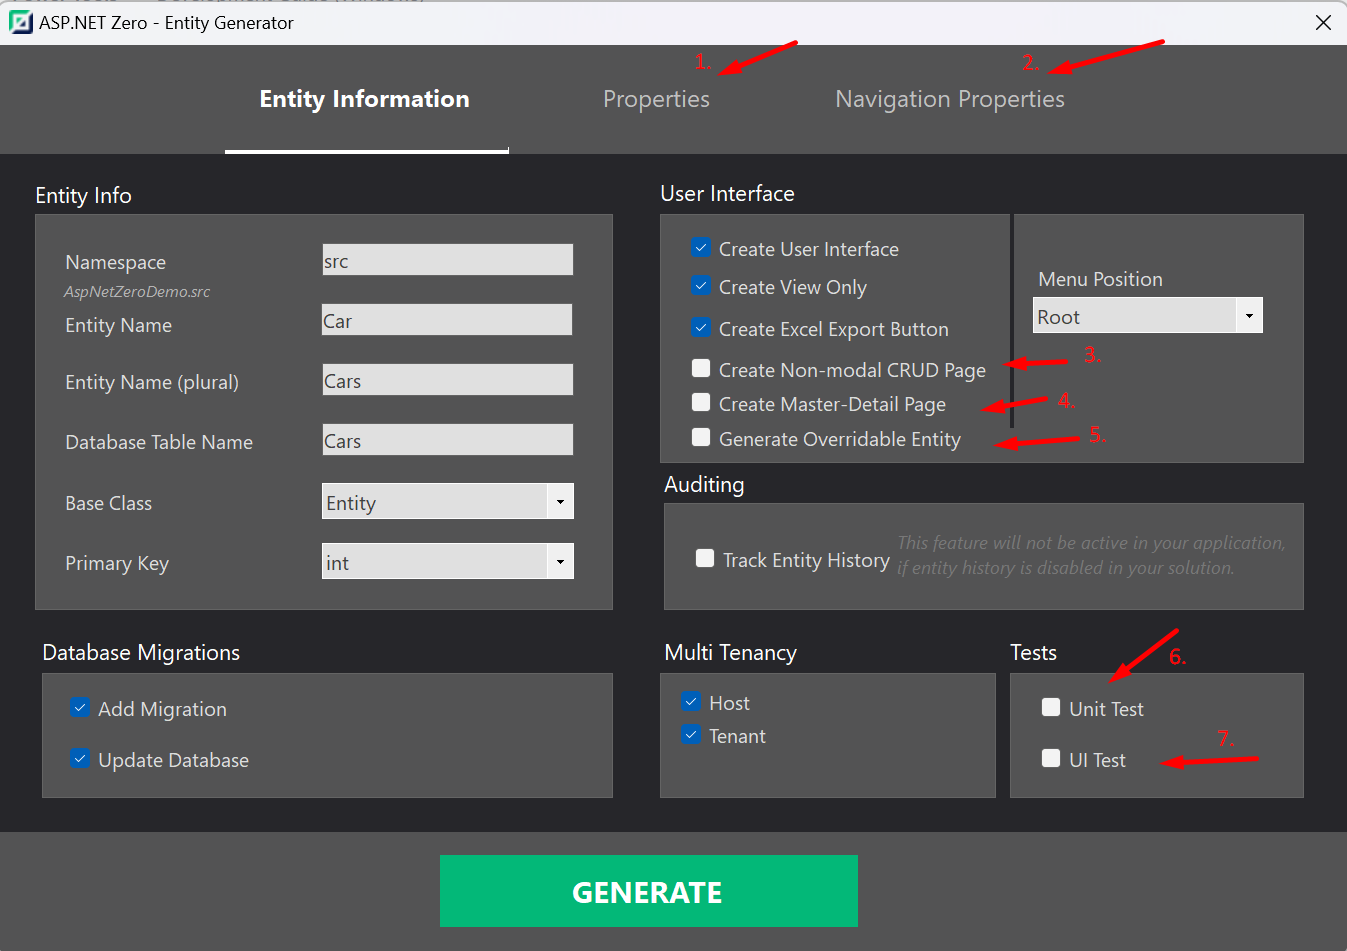 ASP.NET Zero - Entity Generator
1.
2.
Entity Information
Properties
Navigation Properties
Entity Info
Namespace
src
AspNetZeroDemo.src
Entity Name
Car
Entity Name (plural)
Cars
Database Table Name
Cars
Base Class
Entity
Primary Key
int
User Interface
Create User Interface
Create View Only
Create Excel Export Button
Create Non-modal CRUD Page
3.
Create Master-Detail Page
4.
Generate Overridable Entity
5.
Menu Position
Root
Auditing
Track Entity History
This feature will not be active in your application,
if entity history is disabled in your solution.
Database Migrations
Add Migration
Update Database
Multi Tenancy
Host
Tenant
Tests
6.
Unit Test
7.
UI Test
GENERATE